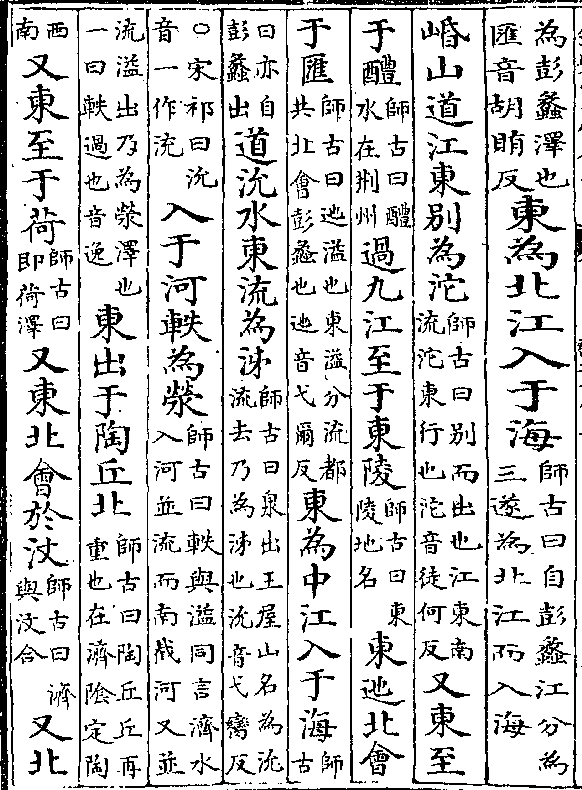 為彭蠡澤也匯音胡賄反東為北江入于海師古曰自彭蠡江分為三遂為北江而入海
崏山道江東別為沱師古曰別而出也江東南流沱東行也沱音徒何反又東至
于醴師古曰醴水在荆州過九江至于東陵師古曰東陵地名東迆北會
于匯師古曰迆溢也東溢分流都共北會彭蠡也迆音弋爾反東為中江入于海師古
曰亦自彭蠡出道沇水東流為泲師古曰泉出王屋山名為沇流去乃為泲也沇音弋臠反
○宋祁曰沇音一作流入于河軼為滎師古曰軼與溢同言濟水入河並流而南截河又並
流溢出乃為滎澤也一曰軼過也音逸東出于陶丘北師古曰陶丘丘再重也在濟陰定陶
西南又東至于荷師古曰即荷澤又東北會於汶師古曰濟與汶合又北